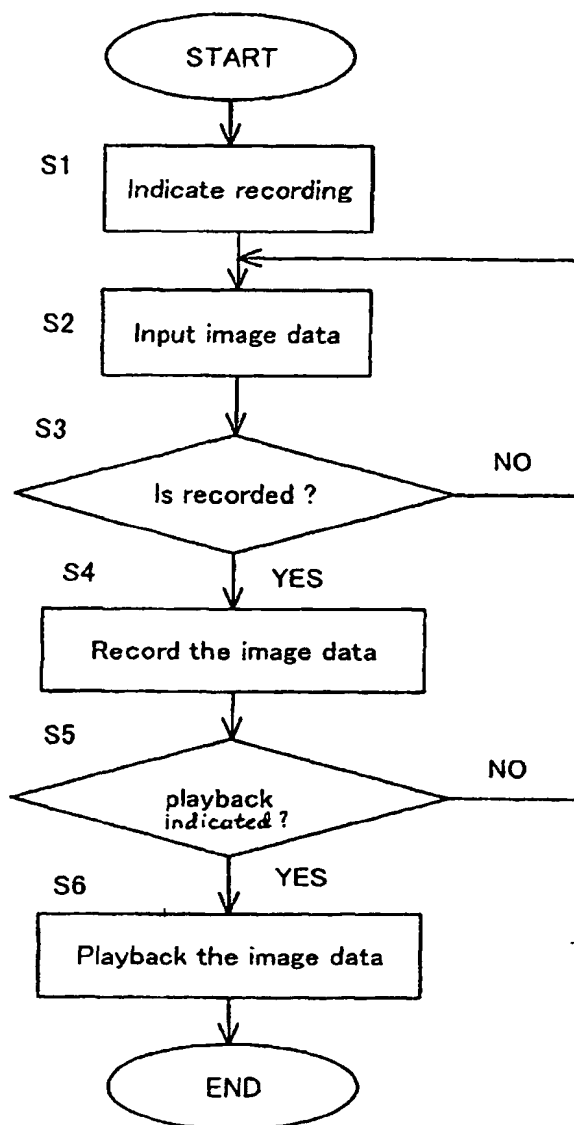 START
S1
Indicate recording
S2
Input image data
S3
Is recorded ?
NO
S4
YES
Record the image data
S5
NO
playback
indicated ?
YES
S6
Playback the image data
END